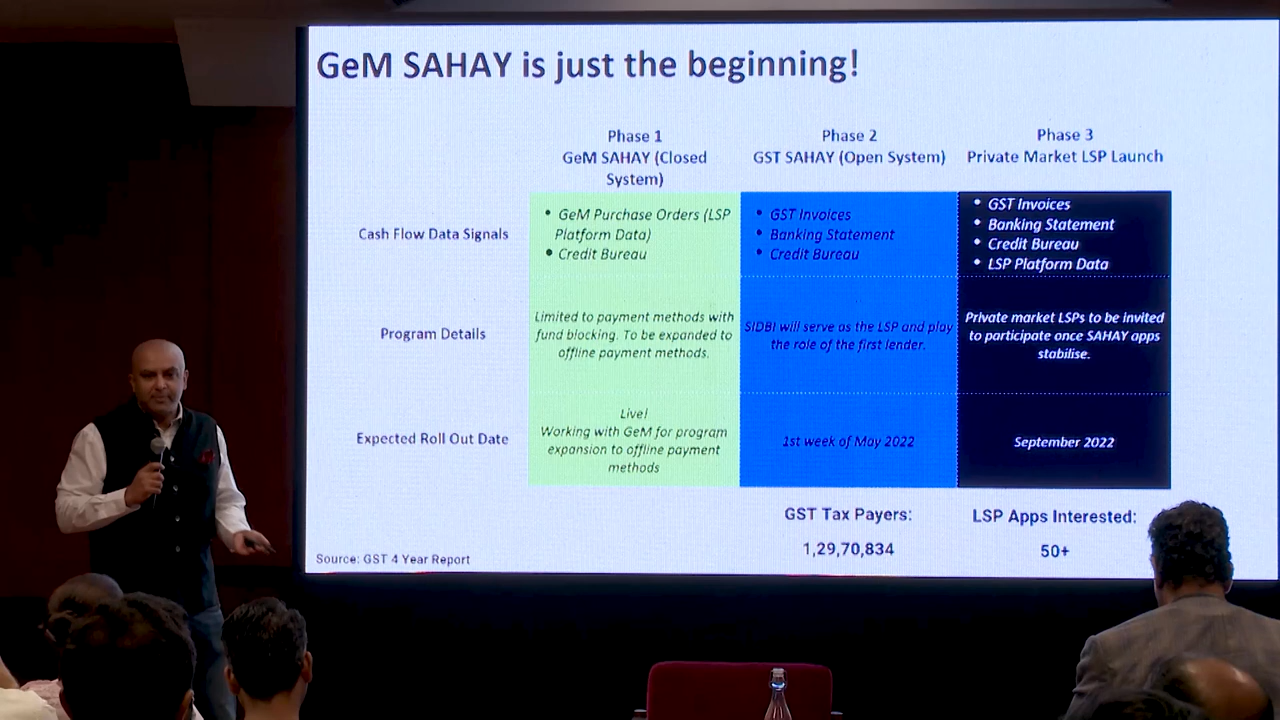 GeM SAHAY is just the beginning!
Phase 1
GeM SAHAY (Closed
System)
Phase 2
GST SAHAY (Open System)
Phase 3
Private Market LSP Launch
Cash Flow Data Signals
• GeM Purchase Orders (LSP
Platform Data)
• Credit Bureau
• GST Invoices
• Banking Statement
• Credit Bureau
• GST Invoices
• Banking Statement
• Credit Bureau
• LSP Platform Data
Program Details
Limited to payment methods with
fund blocking. To be expanded to
offline payment methods.
SIDBI will serve as the LSP and play
the role of the first lender.
Private market LSPs to be invited
to participate once SAHAY apps
stabilise.
Expected Roll Out Date
Live!
Working with GeM for program
expansion to offline payment
methods
1st week of May 2022
September 2022
GST Tax Payers:
1,29,70,834
LSP Apps Interested:
50+
Source: GST 4 Year Report